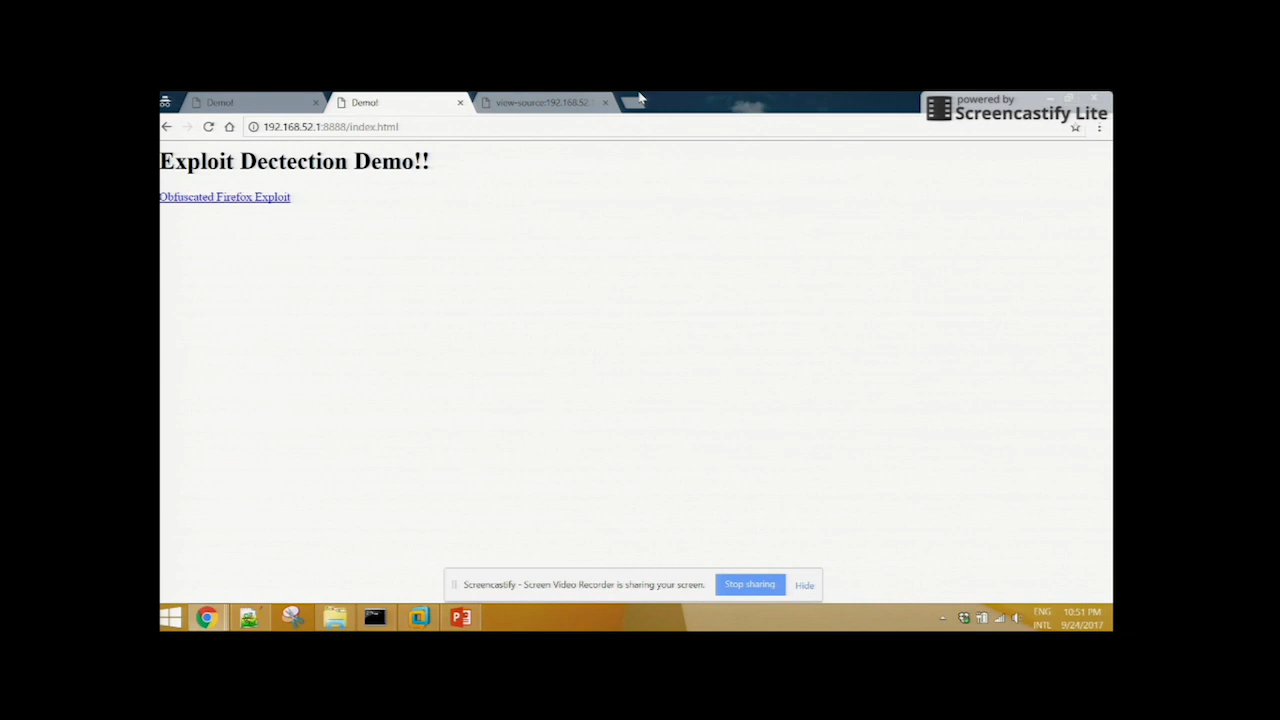 Demo!
Demo!
view-source:192.168.52.1
powered by
Screencastify Lite
192.168.52.1:8888/index.html
Exploit Dectection Demo!!
Obfuscated Firefox Exploit
Screencastify - Screen Video Recorder is sharing your screen.
Stop sharing
Hide
ENG
INTL
10:51 PM
9/24/2017